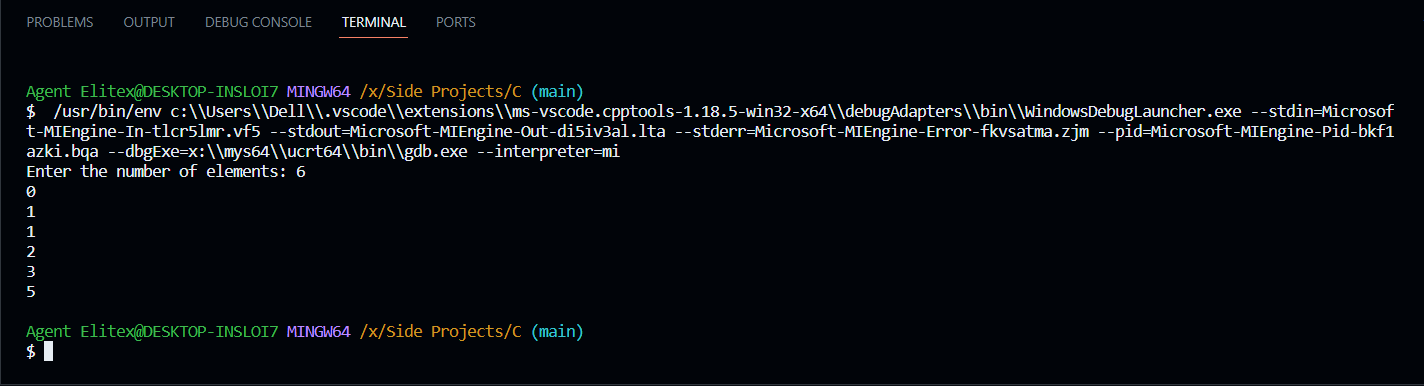 PROBLEMS OUTPUT DEBUG CONSOLE TERMINAL PORTS
Agent Elitex@DESKTOP-INSLOI7 MINGW64 /x/Side Projects/C (main)
$  /usr/bin/env c:\\Users\\Dell\\.vscode\\extensions\\ms-vscode.cpptools-1.18.5-win32-x64\\debugAdapters\\bin\\WindowsDebugLauncher.exe --stdin=Microsof
t-MIEngine-In-tlcr5lmr.vf5 --stdout=Microsoft-MIEngine-Out-di5iv3al.lta --stderr=Microsoft-MIEngine-Error-fkvsatma.zjm --pid=Microsoft-MIEngine-Pid-bkf1
azki.bqa --dbgExe=x:\\mys64\\ucrt64\\bin\\gdb.exe --interpreter=mi
Enter the number of elements: 6
0
1
1
2
3
5
Agent Elitex@DESKTOP-INSLOI7 MINGW64 /x/Side Projects/C (main)
$